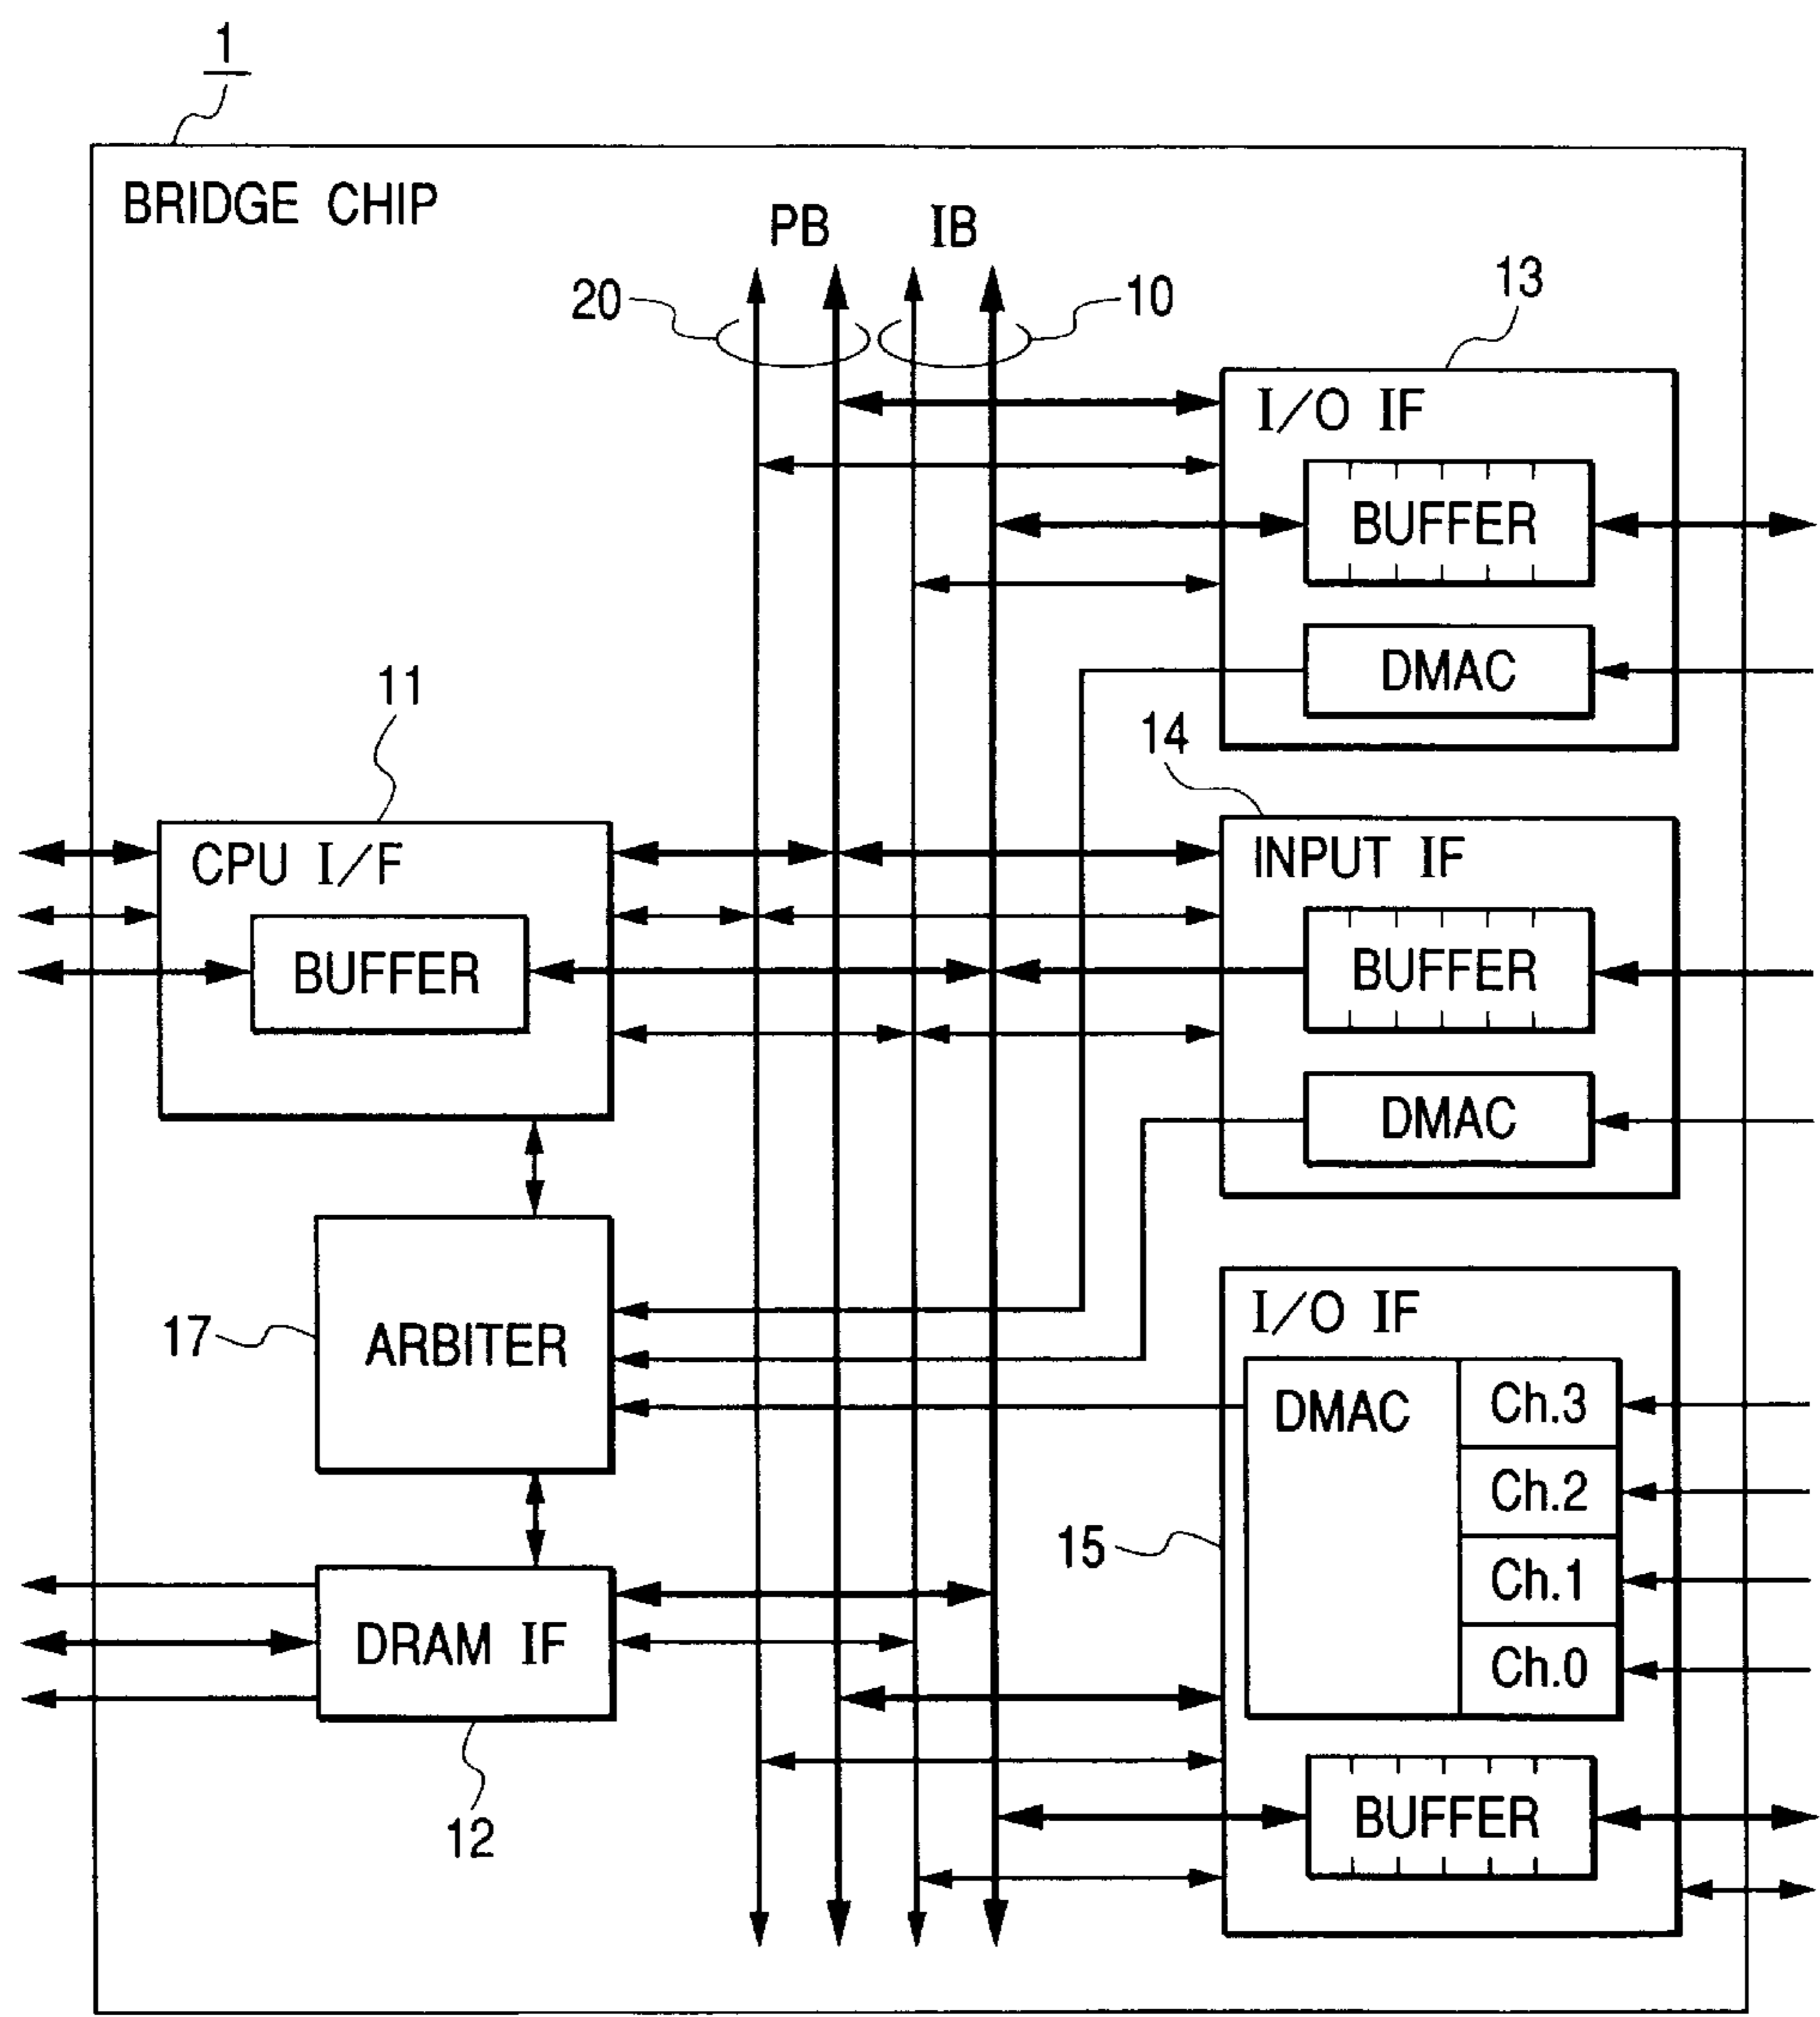 1
BRIDGE CHIP
PB
IB
20
10
13
I/O IF
BUFFER
DMAC
11
14
CPU I/F
BUFFER
INPUT IF
BUFFER
DMAC
17
ARBITER
I/O IF
DMAC
Ch.3
Ch.2
Ch.1
Ch.0
15
DRAM IF
12
BUFFER